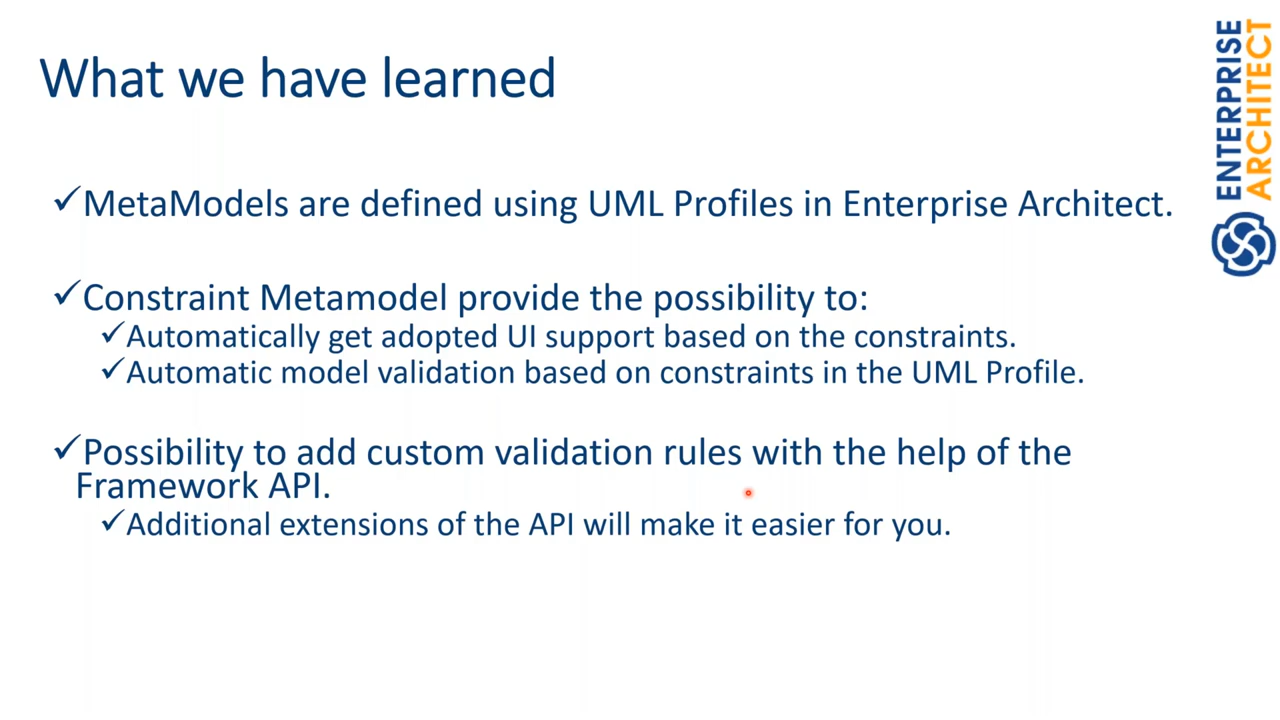 What we have learned
✓MetaModels are defined using UML Profiles in Enterprise Architect.
✓Constraint Metamodel provide the possibility to:
✓Automatically get adopted UI support based on the constraints.
✓Automatic model validation based on constraints in the UML Profile.
✓Possibility to add custom validation rules with the help of the
Framework API.
✓Additional extensions of the API will make it easier for you.
ENTERPRISE
ARCHITECT